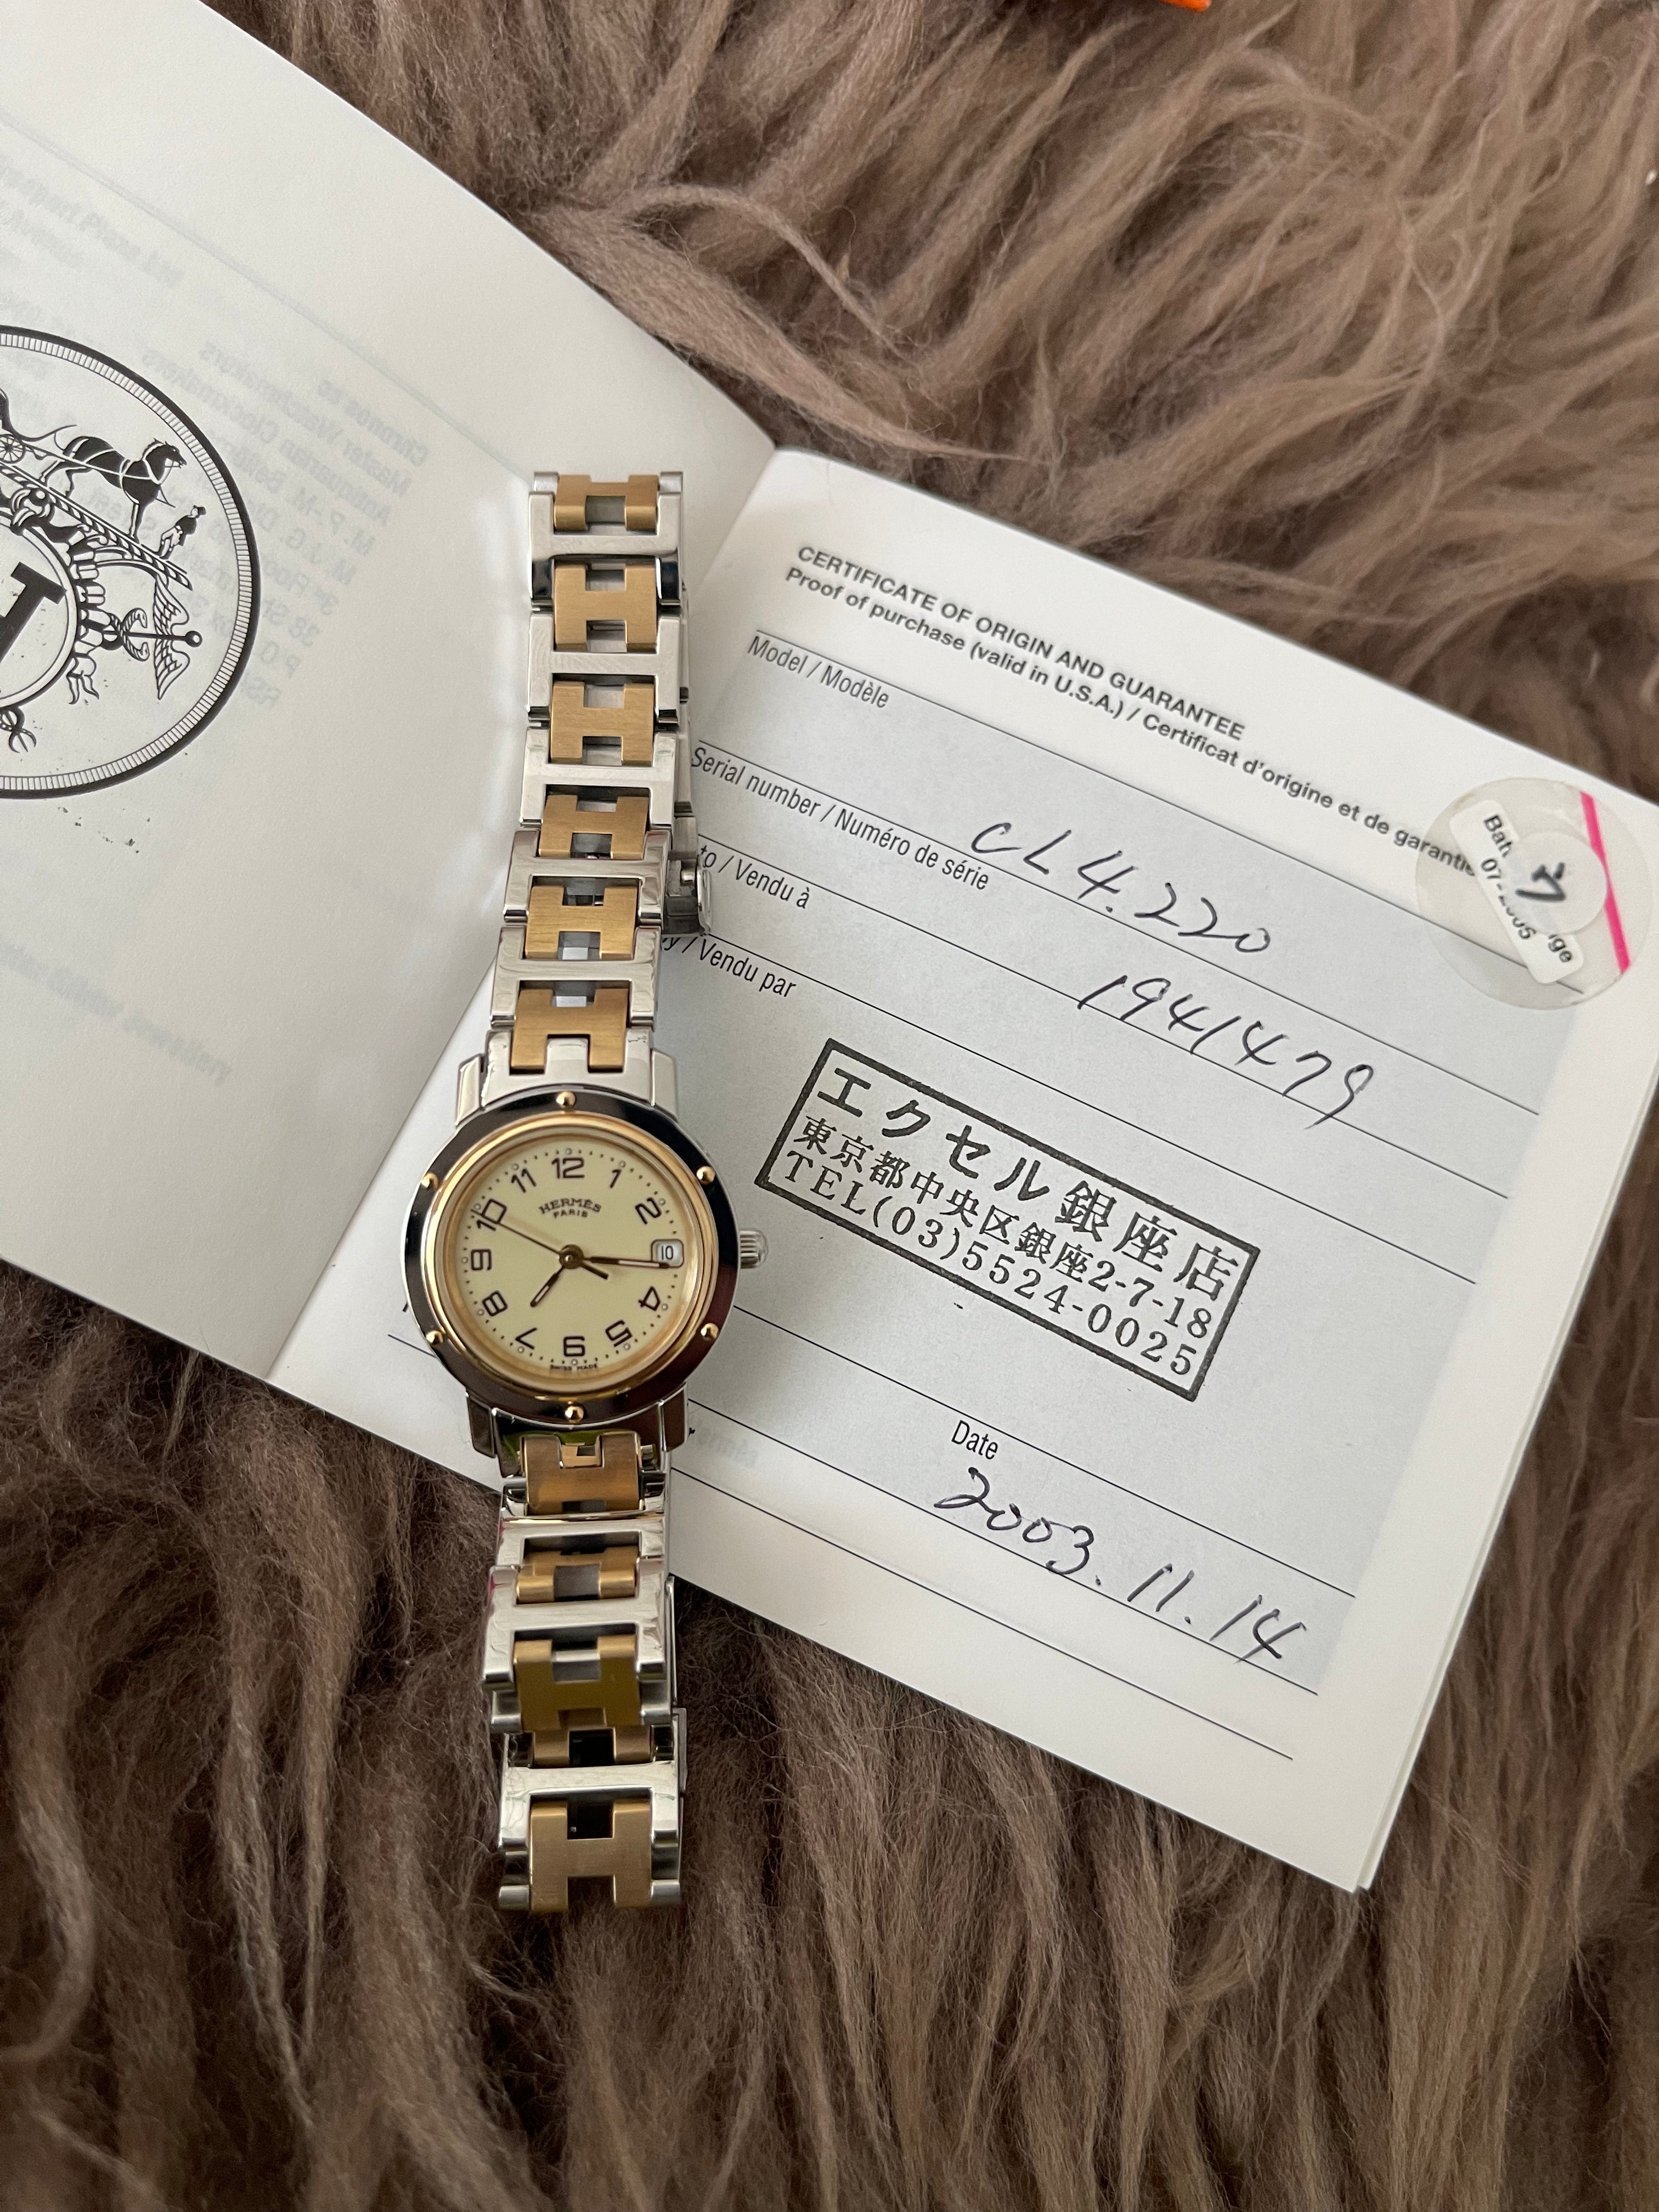 CERTIFICATE OF ORIGIN AND GUARANTEE
Proof of purchase (valid in U.S.A.) / Certificat d'origine et de garantie
Model / Modèle
CL4.220
Serial number / Numéro de série
1941479
to / Vendu à
/ Vendu par
エクセル銀座店
東京都中央区銀座2-7-18
TEL(03)5524-0025
Date
2003.11.14
HERMÈS
PARIS
12
1
2
10
4
5
6
7
8
9
10
11
SWISS MADE